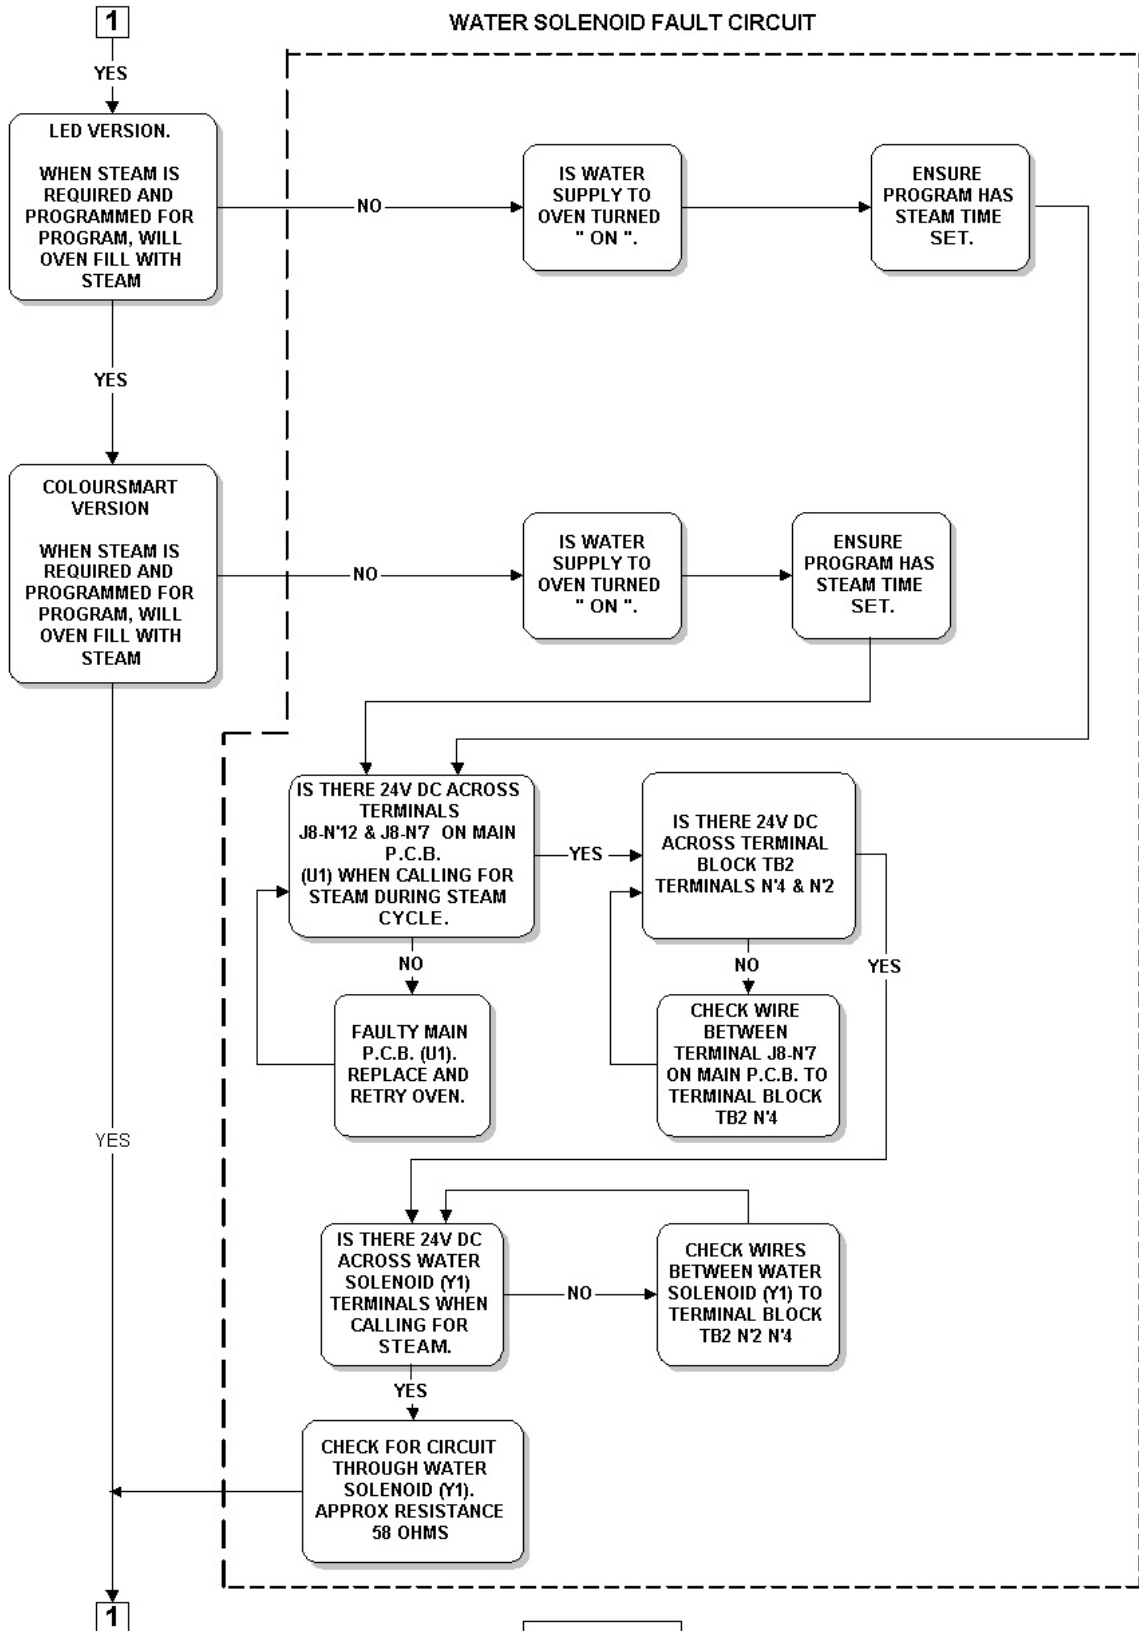 1
WATER SOLENOID FAULT CIRCUIT
YES
LED VERSION.
WHEN STEAM IS
REQUIRED AND
PROGRAMMED FOR
PROGRAM, WILL
OVEN FILL WITH
STEAM
NO
IS WATER
SUPPLY TO
OVEN TURNED
" ON ".
ENSURE
PROGRAM HAS
STEAM TIME
SET.
YES
COLOURSMART
VERSION
WHEN STEAM IS
REQUIRED AND
PROGRAMMED FOR
PROGRAM, WILL
OVEN FILL WITH
STEAM
NO
IS WATER
SUPPLY TO
OVEN TURNED
" ON ".
ENSURE
PROGRAM HAS
STEAM TIME
SET.
IS THERE 24V DC ACROSS
TERMINALS
J8-N'12 & J8-N'7 ON MAIN
P.C.B.
(U1) WHEN CALLING FOR
STEAM DURING STEAM
CYCLE.
YES
IS THERE 24V DC
ACROSS TERMINAL
BLOCK TB2
TERMINALS N'4 & N'2
NO
NO
YES
FAULTY MAIN
P.C.B. (U1).
REPLACE AND
RETRY OVEN.
CHECK WIRE
BETWEEN
TERMINAL J8-N'7
ON MAIN P.C.B. TO
TERMINAL BLOCK
TB2 N'4
YES
IS THERE 24V DC
ACROSS WATER
SOLENOID (Y1)
TERMINALS WHEN
CALLING FOR
STEAM.
NO
CHECK WIRES
BETWEEN WATER
SOLENOID (Y1) TO
TERMINAL BLOCK
TB2 N'2 N'4
YES
CHECK FOR CIRCUIT
THROUGH WATER
SOLENOID (Y1).
APPROX RESISTANCE
58 OHMS
1